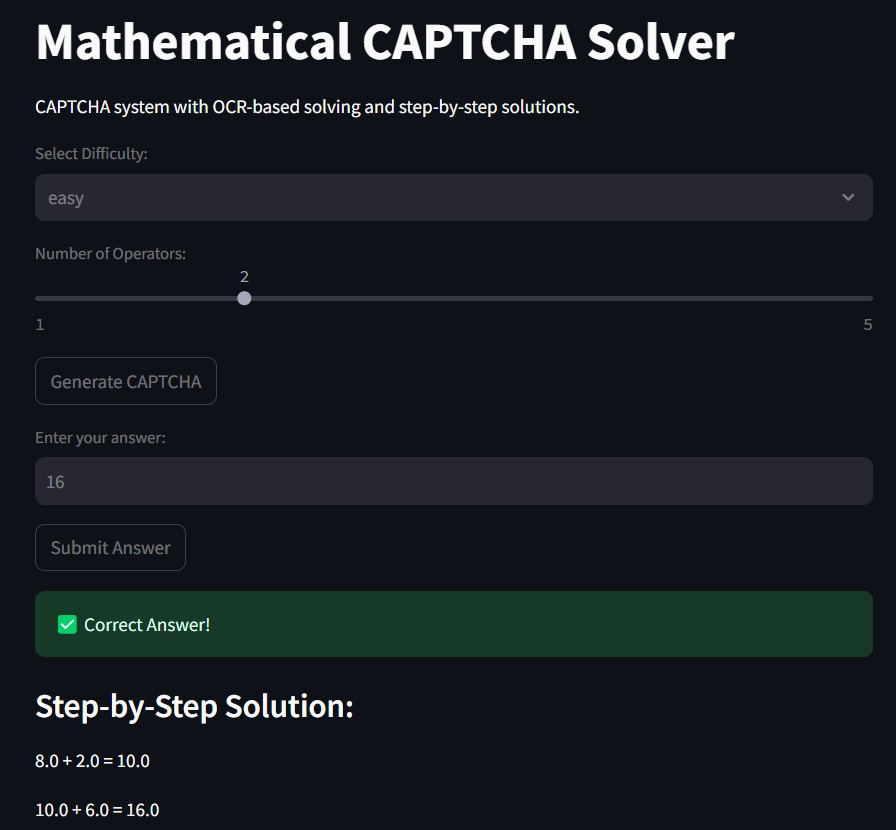 Mathematical CAPTCHA Solver
CAPTCHA system with OCR-based solving and step-by-step solutions.
Select Difficulty:
easy
Number of Operators:
2
1 5
Generate CAPTCHA
Enter your answer:
16
Submit Answer
✅ Correct Answer!
Step-by-Step Solution:
8.0 + 2.0 = 10.0
10.0 + 6.0 = 16.0